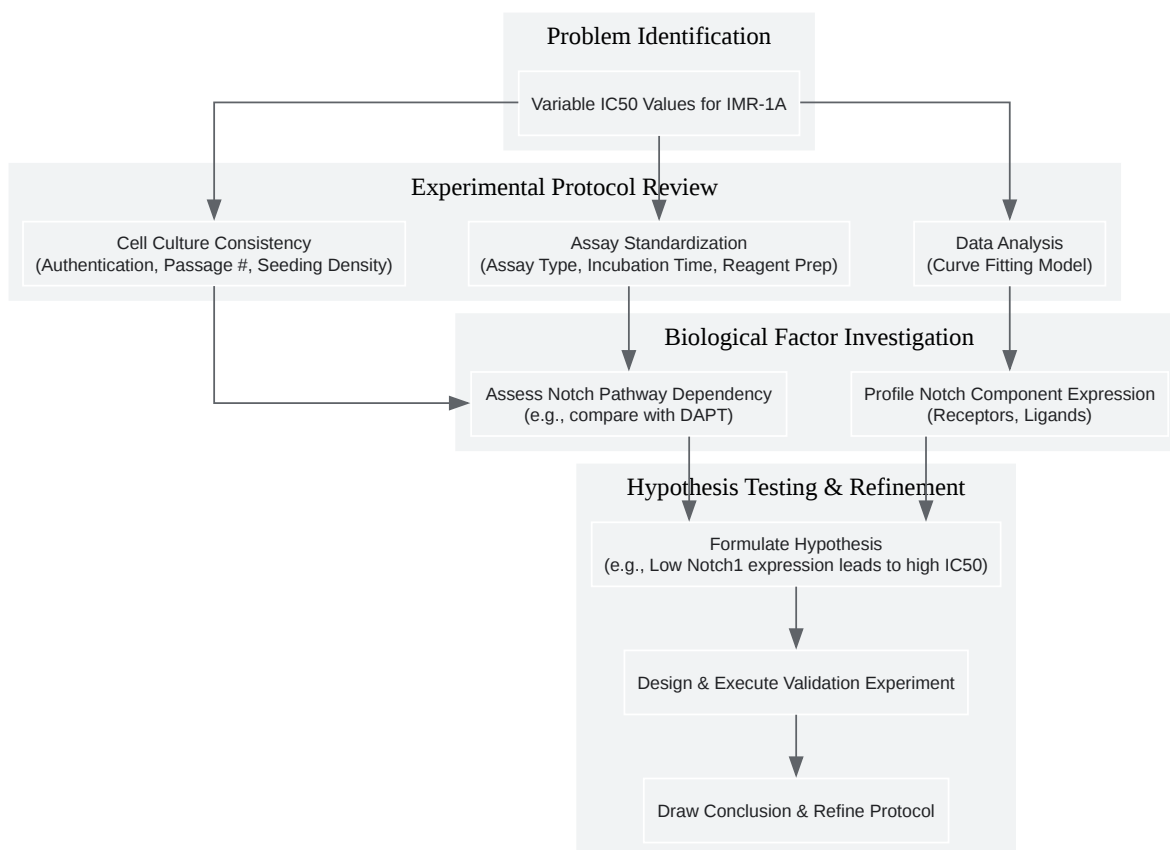 Problem Identification
Variable IC50 Values for IMR-1A
Experimental Protocol Review
Cell Culture Consistency
(Authentication, Passage #, Seeding Density)
Assay Standardization
(Assay Type, Incubation Time, Reagent Prep)
Data Analysis
(Curve Fitting Model)
Biological Factor Investigation
Assess Notch Pathway Dependency
(e.g., compare with DAPT)
Profile Notch Component Expression
(Receptors, Ligands)
Hypothesis Testing & Refinement
Formulate Hypothesis
(e.g., Low Notch1 expression leads to high IC50)
Design & Execute Validation Experiment
Draw Conclusion & Refine Protocol